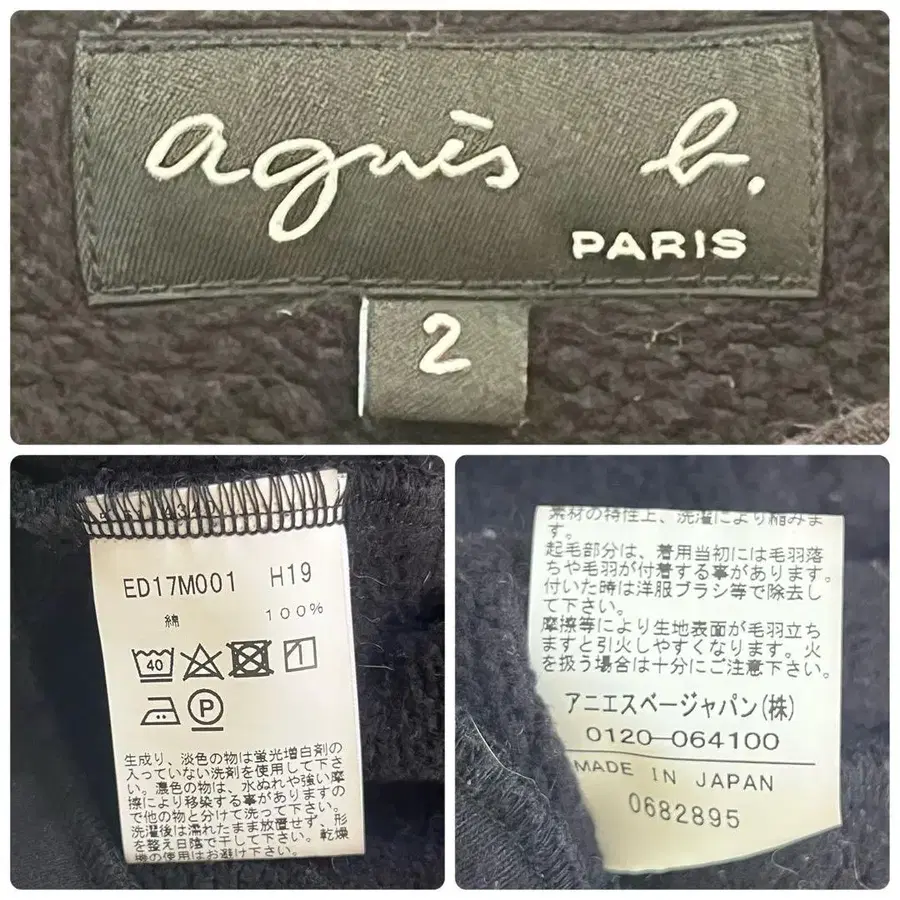 agnès b.
PARIS
2
ED17M001 H19
綿 100%
40
P
生成り、淡色の物は蛍光増白剤の
入っていない洗剤を使用して下さ
い。濃色の物は、水ぬれや強い摩
擦により移染する事がありますの
で他の物と分けて洗って下さい。
洗濯後は濡れたまま放置せず、形
を整え日陰で干して下さい。乾燥
機の使用はお避け下さい。
素材の特性上、洗濯により縮みま
す。
起毛部分は、着用当初には毛羽落
ちや毛羽が付着する事があります。
付いた時は洋服ブラシ等で除去し
て下さい。
摩擦等により生地表面が毛羽立ち
ますと引火しやすくなります。火
を扱う場合は十分にご注意下さい。
アニエスベージャパン(株)
0120-064100
MADE IN JAPAN
0682895